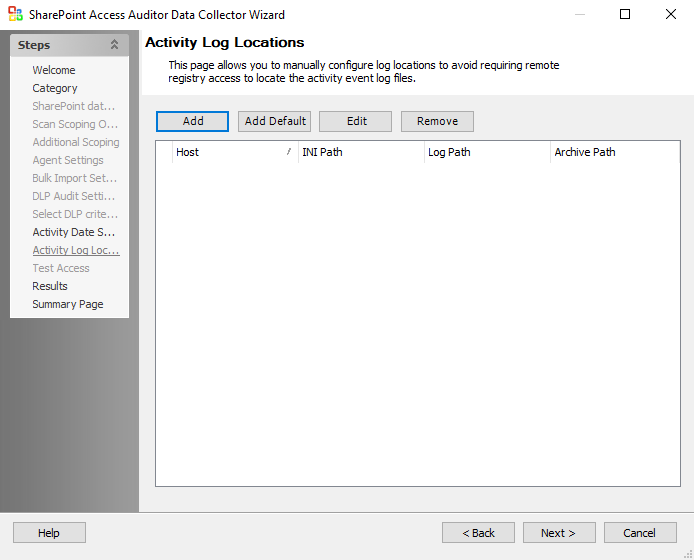 SharePoint Access Auditor Data Collector Wizard
Steps
Welcome
Category
SharePoint dat...
Scan Scoping O...
Additional Scoping
Agent Settings
Bulk Import Set...
DLP Audit Setti...
Select DLP crite...
Activity Date S...
Activity Log Loc...
Test Access
Results
Summary Page
Activity Log Locations
This page allows you to manually configure log locations to avoid requiring remote
registry access to locate the activity event log files.
Add Add Default Edit Remove
Host INI Path Log Path Archive Path
Help < Back Next > Cancel